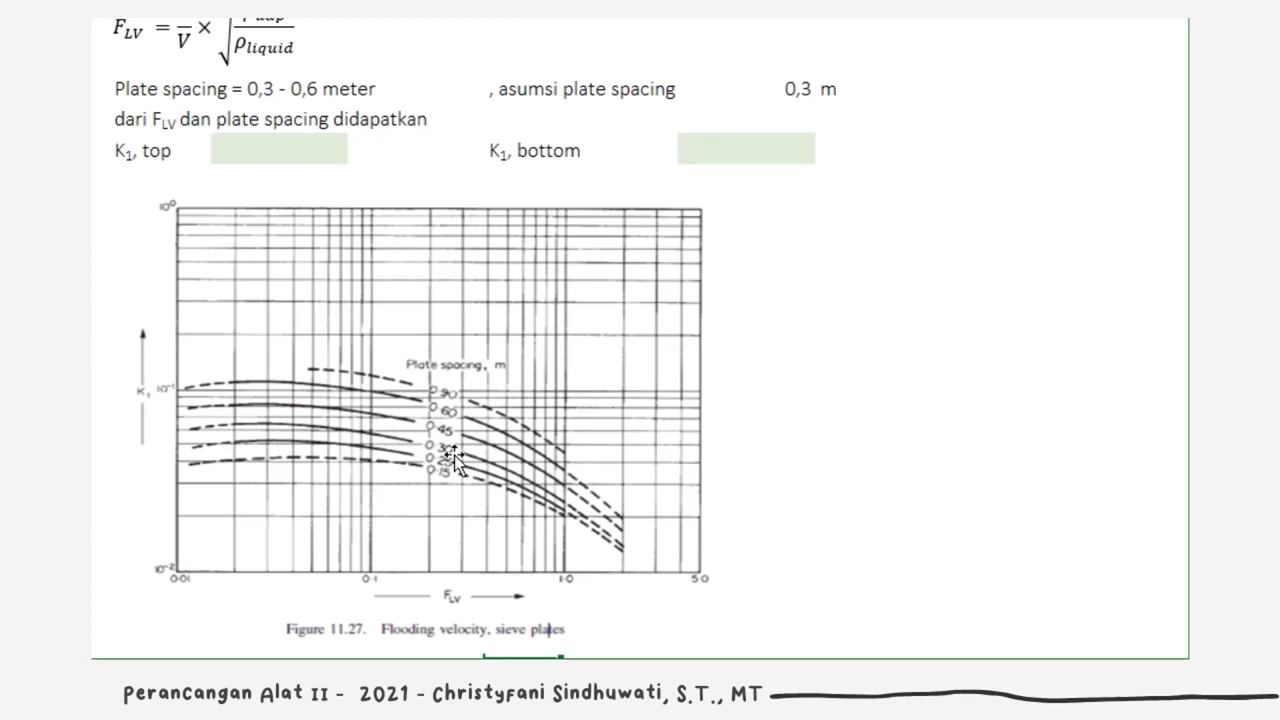 F_LV = /V × √ /ρ_liquid
Plate spacing = 0,3 - 0,6 meter , asumsi plate spacing 0,3 m
dari F_LV dan plate spacing didapatkan
K₁, top K₁, bottom
10⁰
Plate spacing, m
K₁ 10⁻¹
0·90
0·60
0·45
0·15
10⁻²
0·01 0·1 1·0 5·0
F_LV
Figure 11.27. Flooding velocity, sieve plates
Perancangan Alat II - 2021 - Christyfani Sindhuwati, S.T., MT